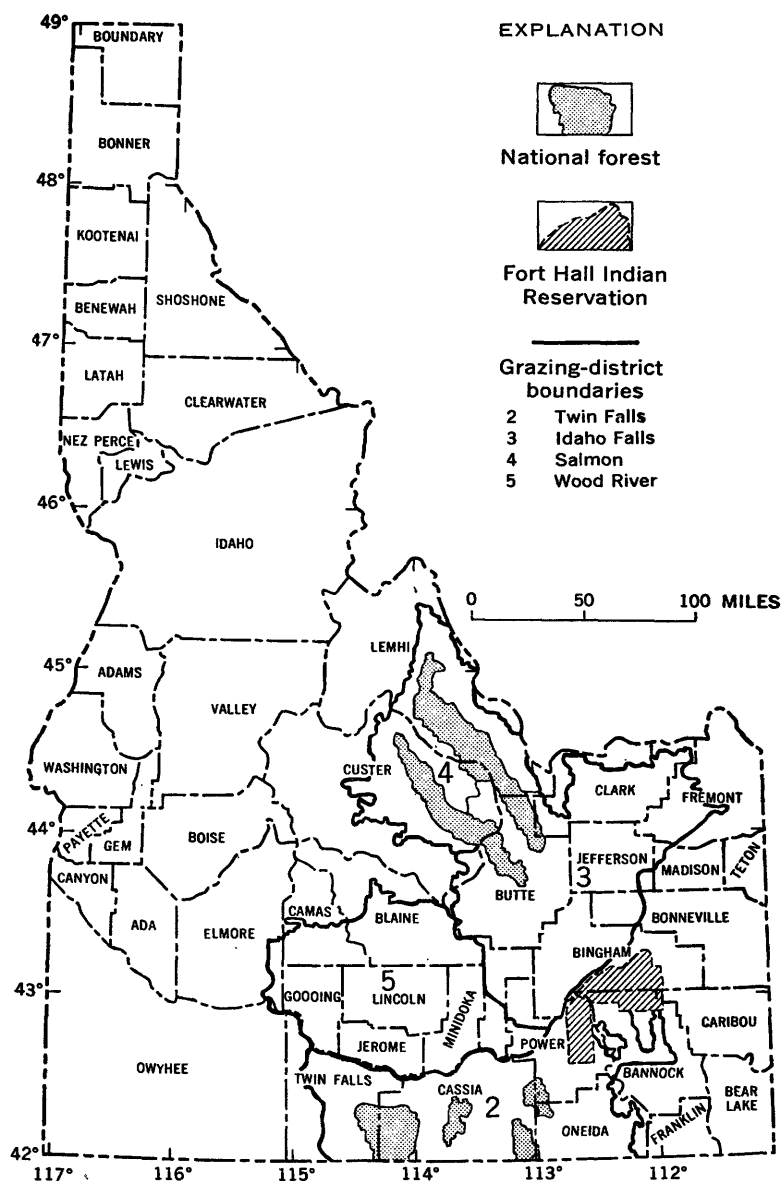 49°
BOUNDARY
EXPLANATION
BONNER
National forest
48°
KOOTENAI
Fort Hall Indian
Reservation
SHOSHONE
BENEWAH
47°
Grazing-district
boundaries
LATAH
2 Twin Falls
3 Idaho Falls
4 Salmon
5 Wood River
CLEARWATER
NEZ PERCE
LEWIS
46°
IDAHO
0 50 100 MILES
LEMHI
45°
ADAMS
VALLEY
WASHINGTON
CUSTER
4
CLARK
FREMONT
44°
PAYETTE
GEM
BOISE
JEFFERSON
MADISON
TETON
3
CANYON
BUTTE
ADA
ELMORE
CAMAS
BLAINE
BONNEVILLE
BINGHAM
43°
5
GOOOING
LINCOLN
MINIDOKA
CARIBOU
JEROME
POWER
OWYHEE
TWIN FALLS
CASSIA
2
BANNOCK
BEAR
LAKE
ONEIDA
FRANKLIN
42°
117° 116° 115° 114° 113° 112°